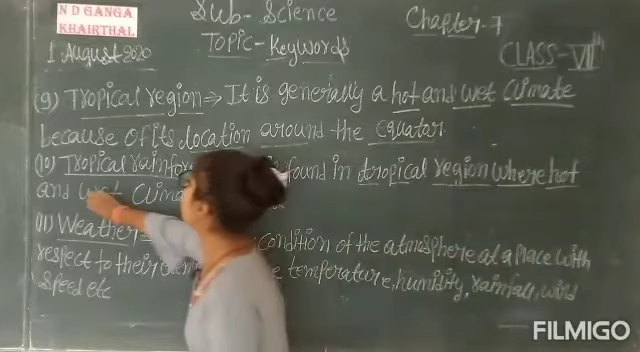 N D GANGA
KHAIRTHAL
Sub- Science
Chapter-7
1 August 2020
TOPIC-Keywords
CLASS-VIIth
(9) Tropical region⇒ It is generally a hot and wet climate
because of its location around the equator
(10) Tropical rainfor found in tropical region where hot
and wet clima
(11) Weather condition of the atmosphere at a place with
respect to their temperature, humidity, rainfall, wind
speed etc
FILMIGO